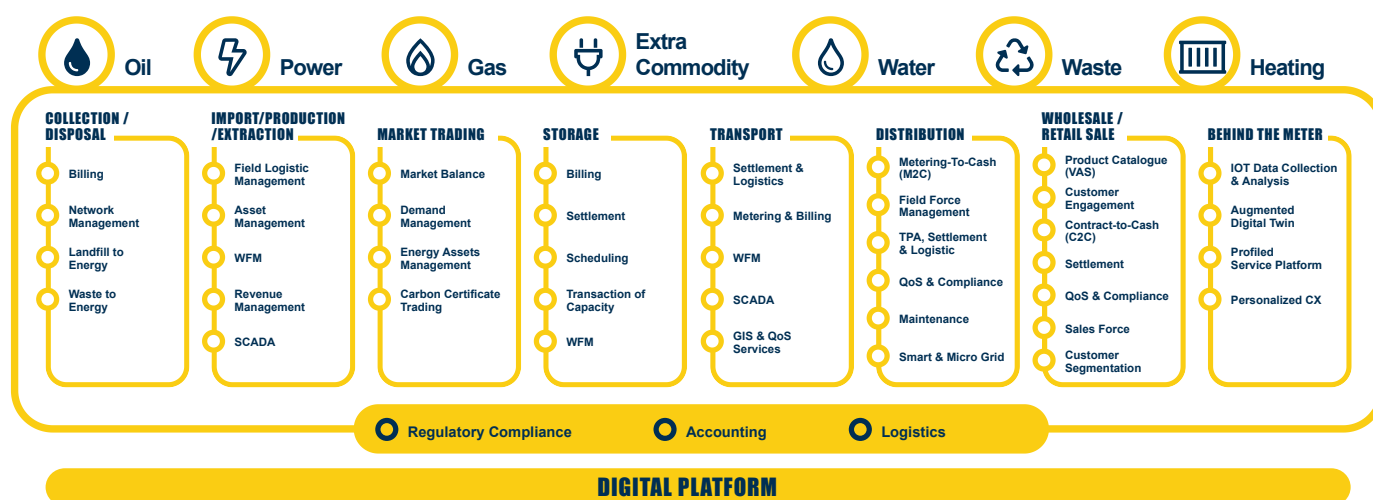 Oil
Power
Gas
Extra
Commodity
Water
Waste
Heating
COLLECTION /
DISPOSAL
Billing
Network
Management
Landfill to
Energy
Waste to
Energy
IMPORT/PRODUCTION
/EXTRACTION
Field Logistic
Management
Asset
Management
WFM
Revenue
Management
SCADA
MARKET TRADING
Market Balance
Demand
Management
Energy Assets
Management
Carbon Certificate
Trading
STORAGE
Billing
Settlement
Scheduling
Transaction of
Capacity
WFM
TRANSPORT
Settlement &
Logistics
Metering & Billing
WFM
SCADA
GIS & QoS
Services
DISTRIBUTION
Metering-To-Cash
(M2C)
Field Force
Management
TPA, Settlement
& Logistic
QoS & Compliance
Maintenance
Smart & Micro Grid
WHOLESALE /
RETAIL SALE
Product Catalogue
(VAS)
Customer
Engagement
Contract-to-Cash
(C2C)
Settlement
QoS & Compliance
Sales Force
Customer
Segmentation
BEHIND THE METER
IOT Data Collection
& Analysis
Augmented
Digital Twin
Profiled
Service Platform
Personalized CX
Regulatory Compliance
Accounting
Logistics
DIGITAL PLATFORM